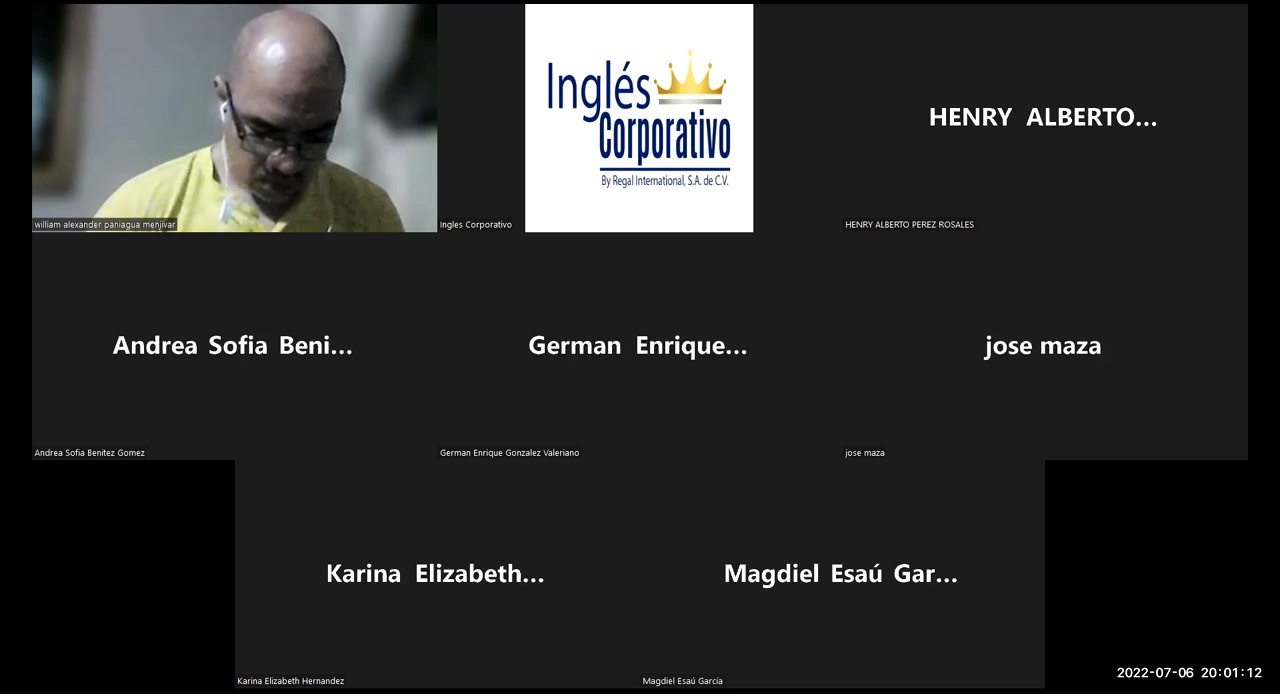 william alexander paniagua menjivar
Inglés
Corporativo
By Regal International, S.A. de C.V.
Ingles Corporativo
HENRY ALBERTO...
HENRY ALBERTO PEREZ ROSALES
Andrea Sofia Beni...
Andrea Sofia Benitez Gomez
German Enrique...
German Enrique Gonzalez Valeriano
jose maza
jose maza
Karina Elizabeth...
Karina Elizabeth Hernandez
Magdiel Esaú Gar...
Magdiel Esaú García
2022-07-06 20:01:12